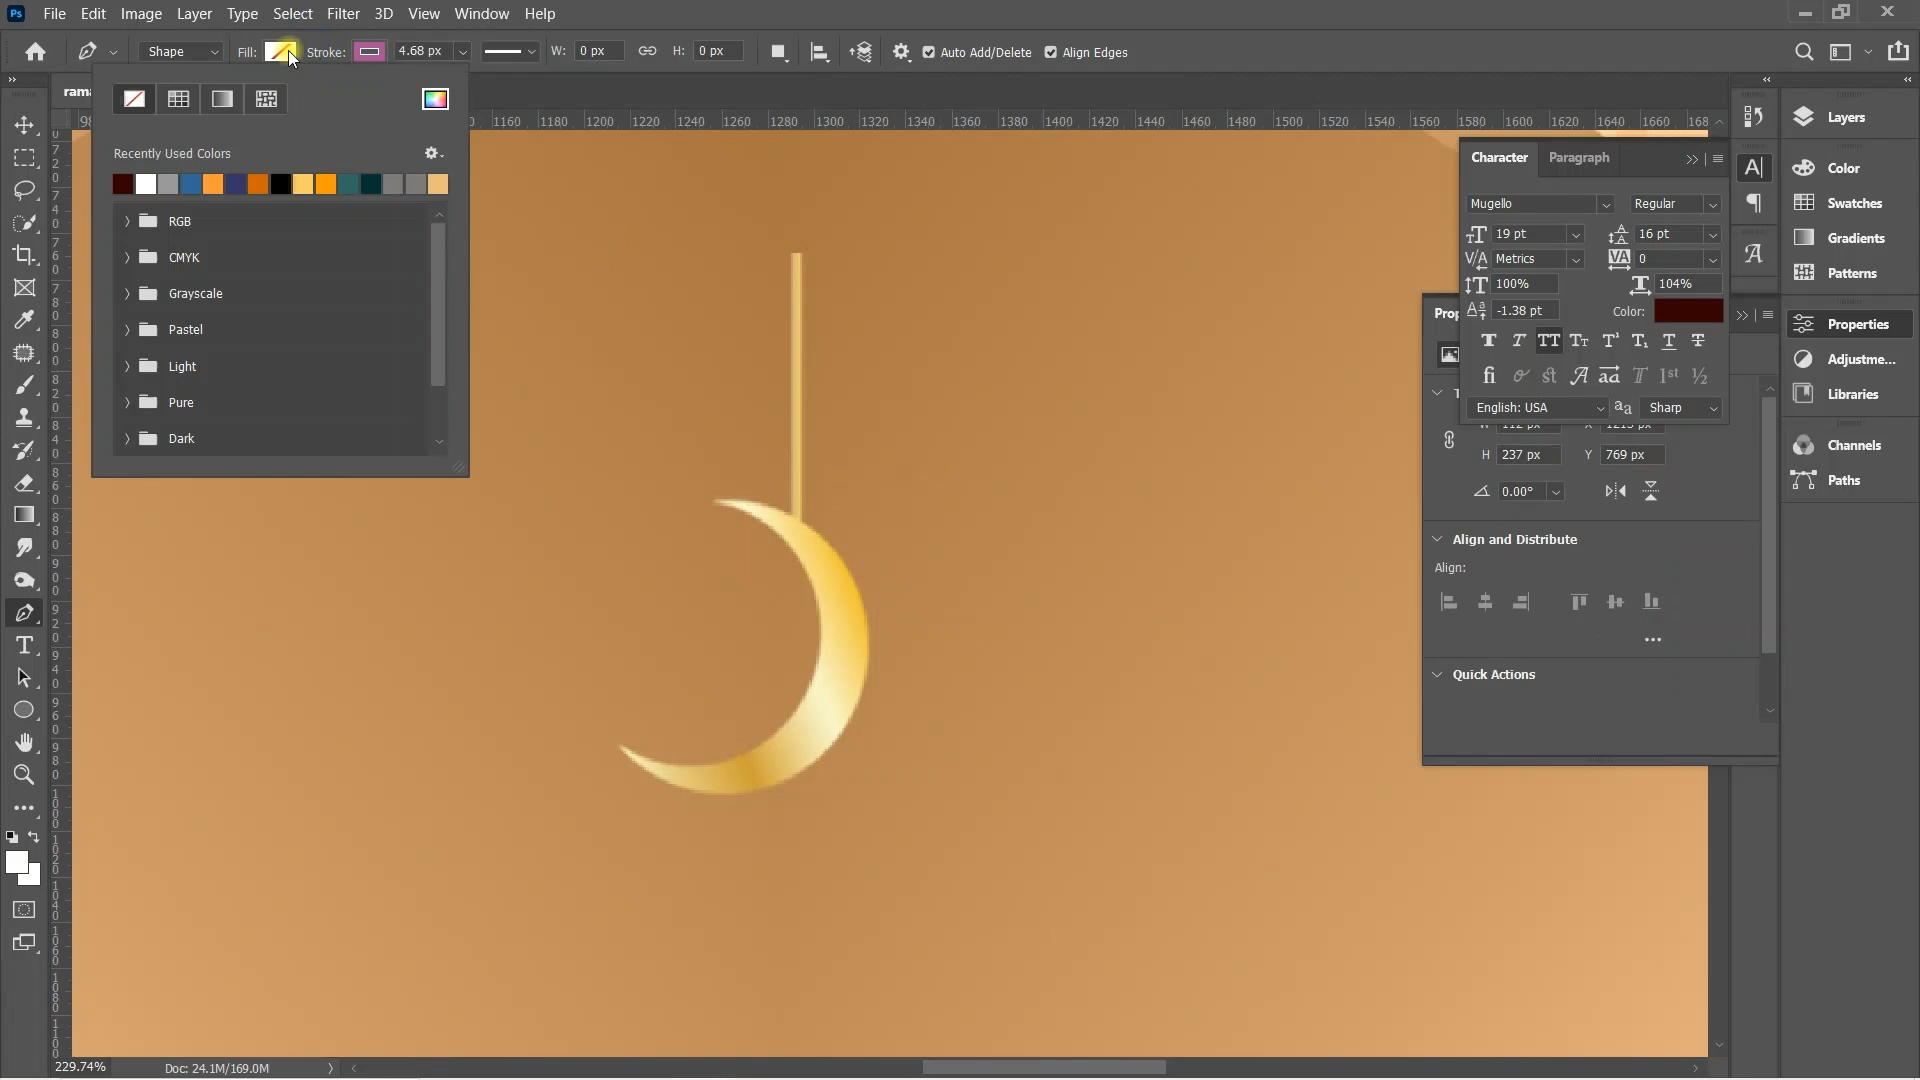 Ps File Edit Image Layer Type Select Filter 3D View Window Help
Shape Fill: Stroke: 4.68 px W: 0 px H: 0 px Auto Add/Delete Align Edges
rama
1160 1180 1200 1220 1240 1260 1280 1300 1320 1340 1360 1380 1400 1420 1440 1460 1480 1500 1520 1540 1560 1580 1600 1620 1640 1660 168
Recently Used Colors
RGB
CMYK
Grayscale
Pastel
Light
Pure
Dark
Character Paragraph
Mugello Regular
19 pt 16 pt
Metrics 0
100% 104%
-1.38 pt Color:
English: USA Sharp
Prop
H 237 px Y 769 px
0.00°
Align and Distribute
Align:
Quick Actions
Layers
Color
Swatches
Gradients
Patterns
Properties
Adjustme...
Libraries
Channels
Paths
229.74% Doc: 24.1M/169.0M